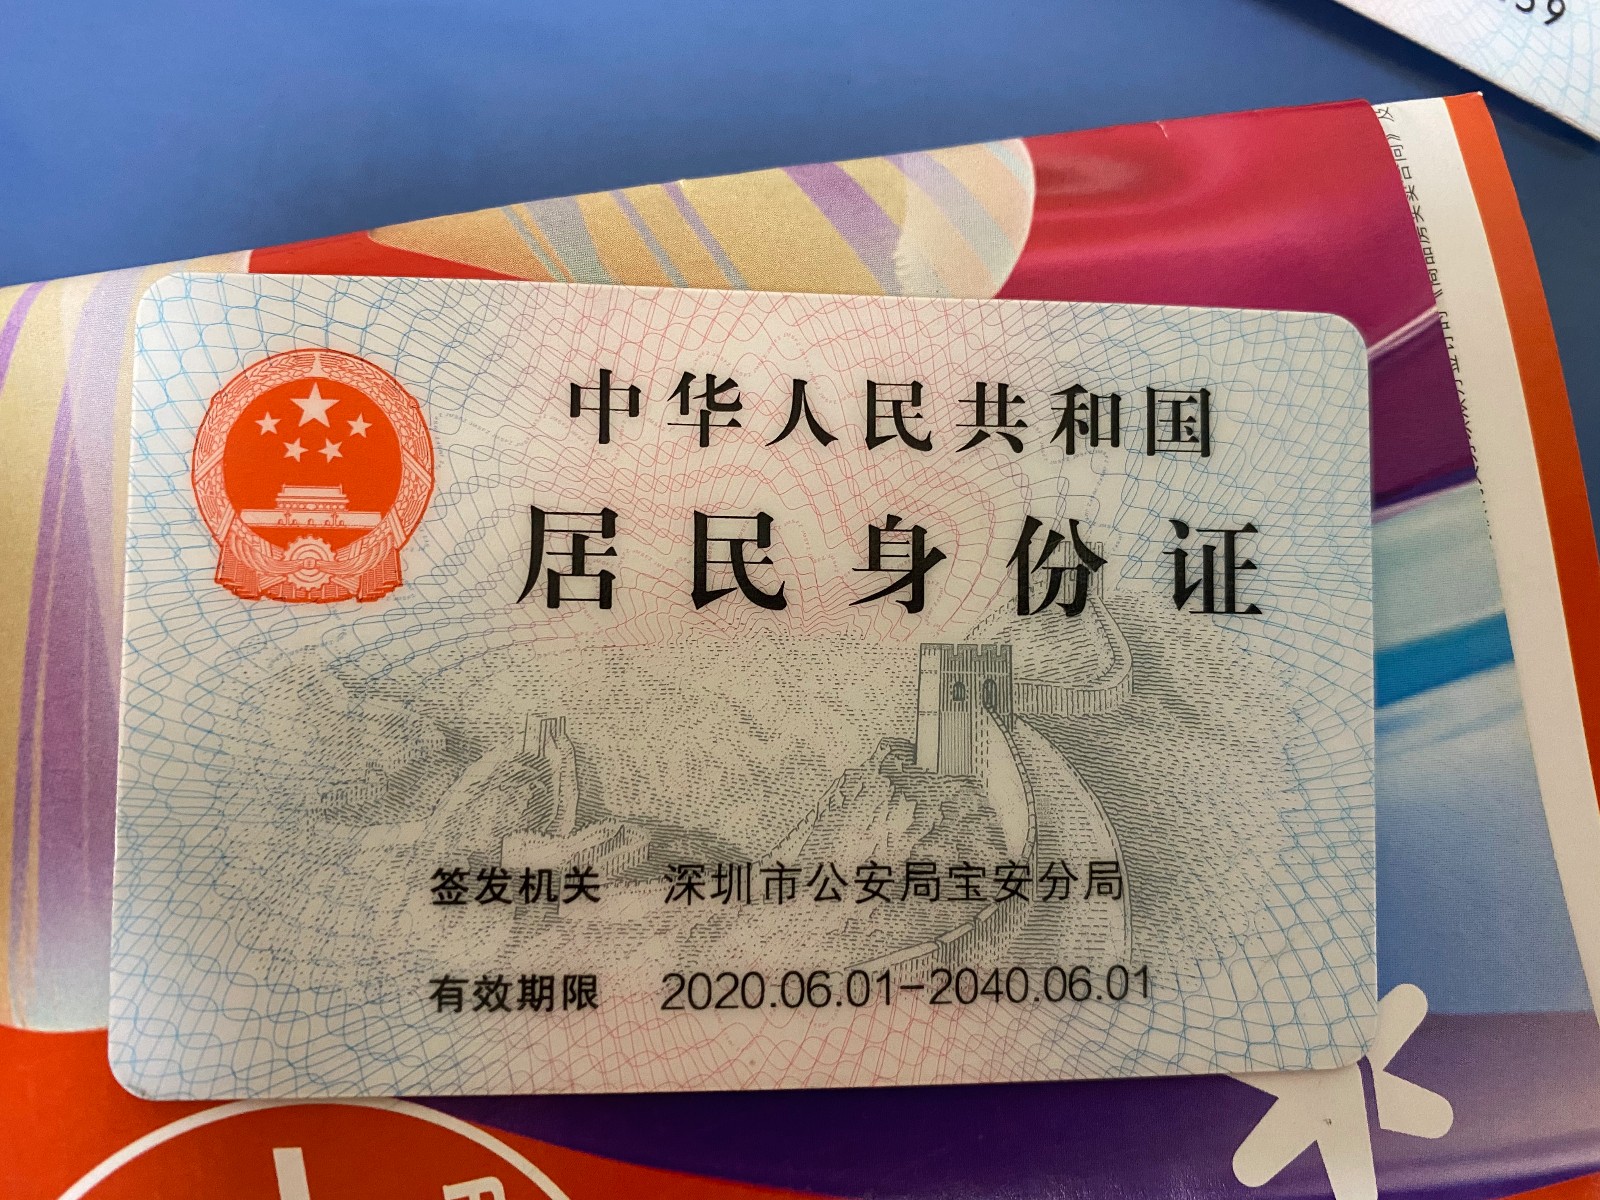 59
中华人民共和国
居民身份证
签发机关 深圳市公安局宝安分局
有效期限 2020.06.01-2040.06.01